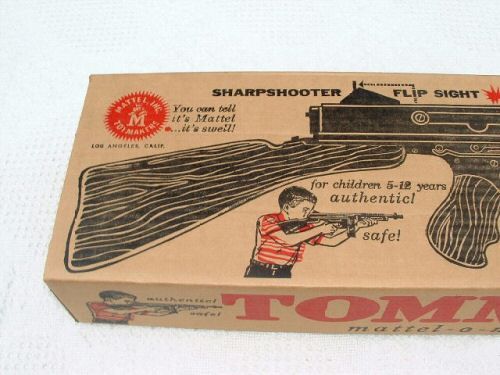 SHARPSHOOTER FLIP SIGHT
MATTEL, INC.
M
TOYMAKERS
LOS ANGELES, CALIF.
You can tell
it's Mattel
...it's swell!
for children 5-12 years
authentic!
safe!
authentic!
safe!
TOMM
mattel-o-